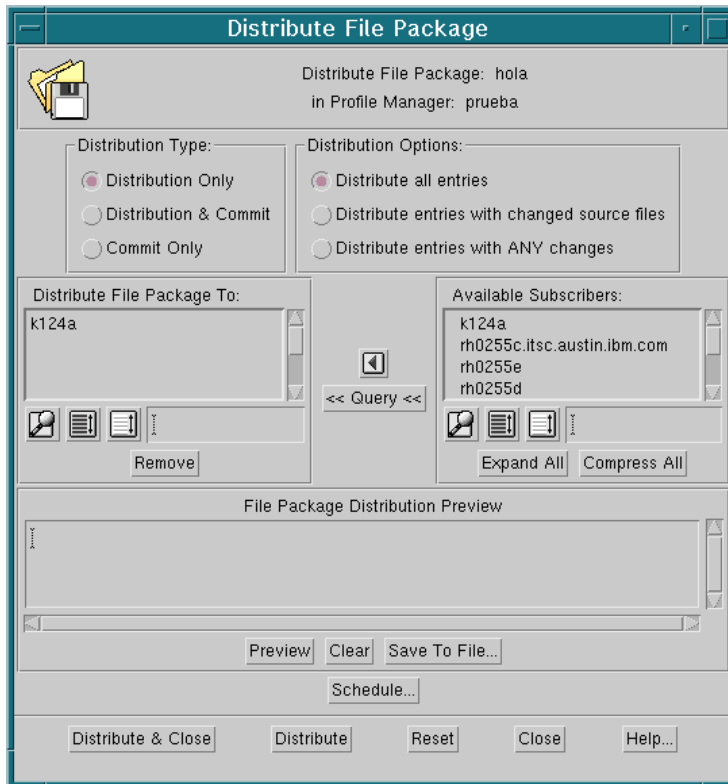 Distribute File Package
Distribute File Package: hola
in Profile Manager: prueba
Distribution Type:
Distribution Only
Distribution & Commit
Commit Only
Distribution Options:
Distribute all entries
Distribute entries with changed source files
Distribute entries with ANY changes
Distribute File Package To:
k124a
Remove
<< Query <<
Available Subscribers:
k124a
rh0255c.itsc.austin.ibm.com
rh0255e
rh0255d
Expand All Compress All
File Package Distribution Preview
Preview Clear Save To File...
Schedule...
Distribute & Close Distribute Reset Close Help...